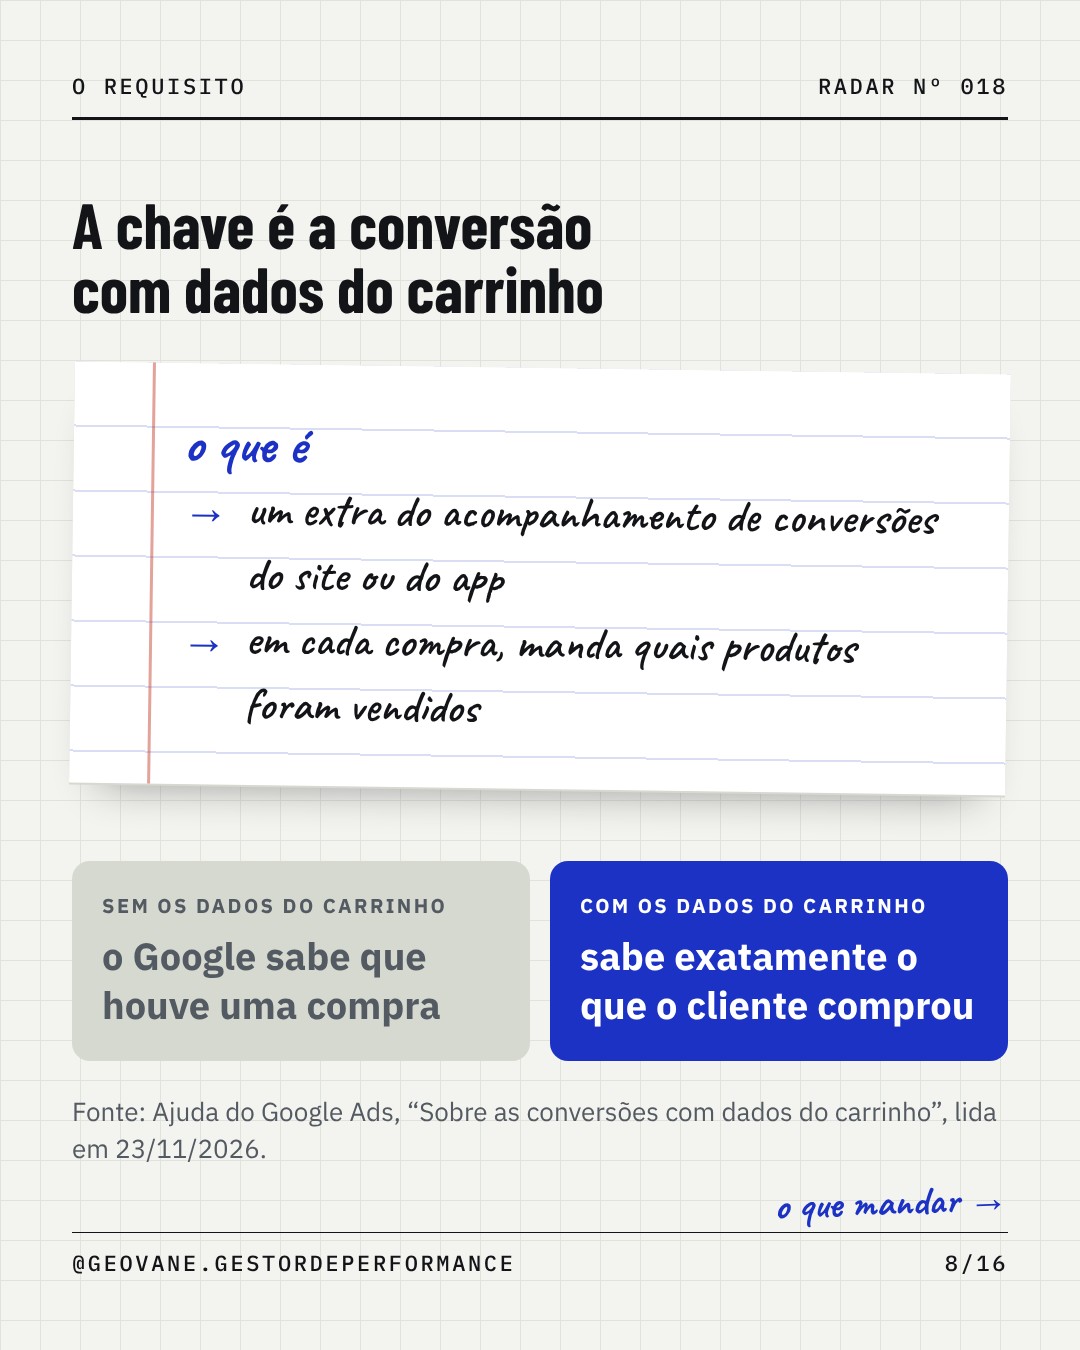 O REQUISITO
RADAR Nº 018
A chave é a conversão
com dados do carrinho
o que é
→ um extra do acompanhamento de conversões
do site ou do app
→ em cada compra, manda quais produtos
foram vendidos
SEM OS DADOS DO CARRINHO
o Google sabe que
houve uma compra
COM OS DADOS DO CARRINHO
sabe exatamente o
que o cliente comprou
Fonte: Ajuda do Google Ads, “Sobre as conversões com dados do carrinho”, lida
em 23/11/2026.
o que mandar →
@GEOVANE.GESTORDEPERFORMANCE
8/16